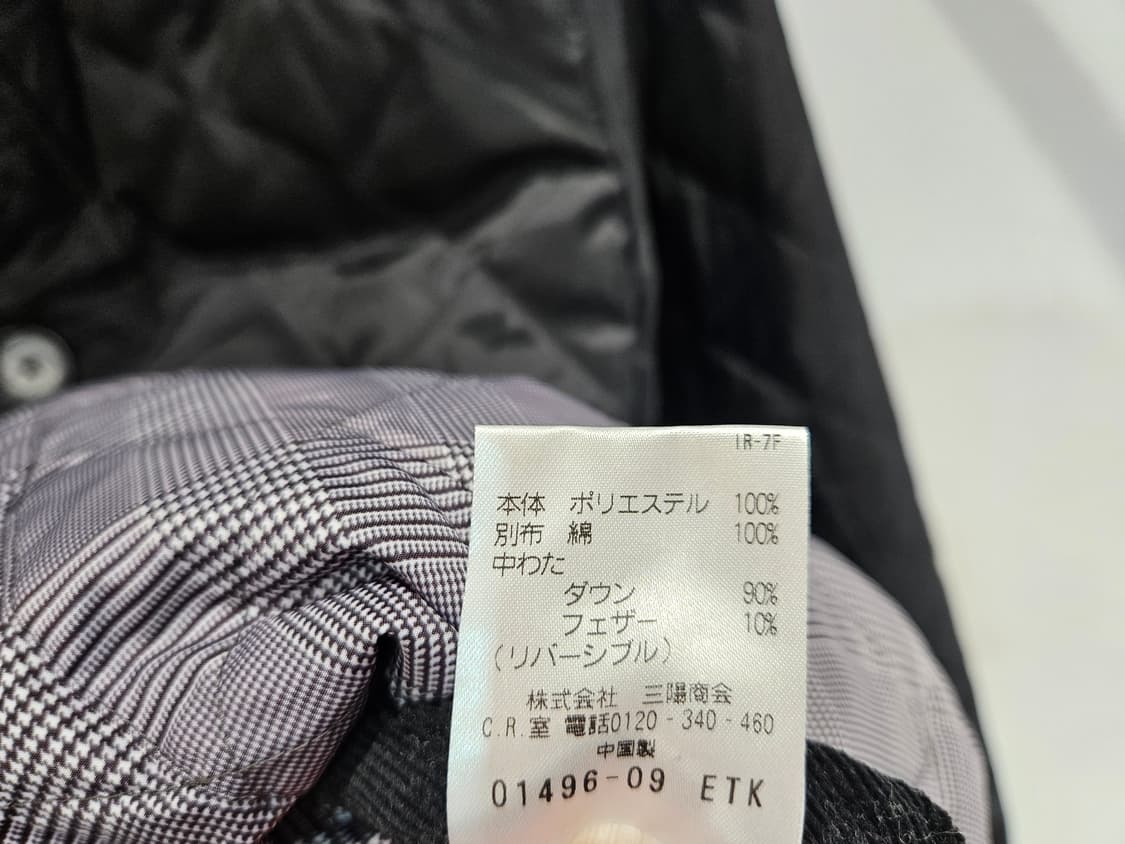 IR-7F
本体 ポリエステル 100%
別布 綿 100%
中わた
ダウン 90%
フェザー 10%
(リバーシブル)
株式会社 三陽商会
C.R.室 電話0120-340-460
中国製
01496-09 ETK